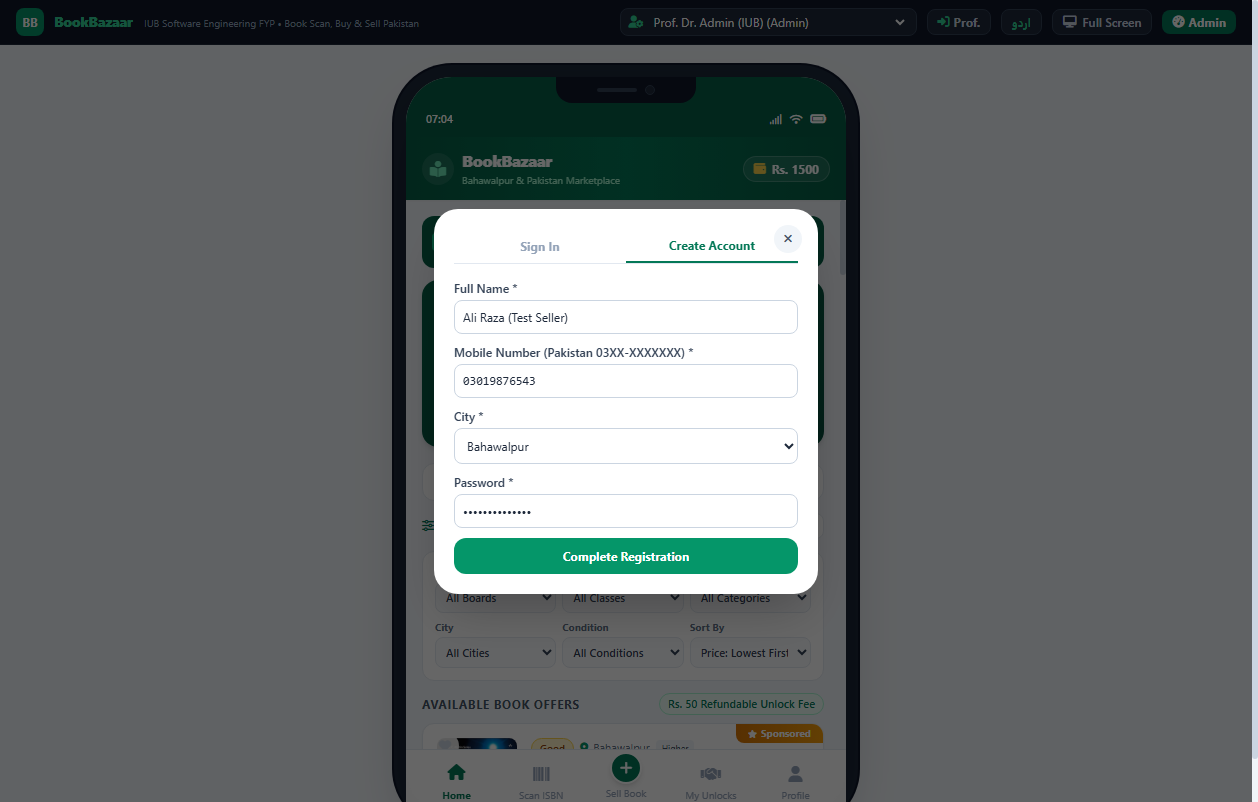 BB BookBazaar IUB Software Engineering FYP • Book Scan, Buy & Sell Pakistan Prof. Dr. Admin (IUB) (Admin) Prof. اردو Full Screen Admin
07:04
BookBazaar
Bahawalpur & Pakistan Marketplace
Rs. 1500
Sign In Create Account ×
Full Name *
Ali Raza (Test Seller)
Mobile Number (Pakistan 03XX-XXXXXXX) *
03019876543
City *
Bahawalpur
Password *
••••••••••••••
Complete Registration
All Boards All Classes All Categories
City Condition Sort By
All Cities All Conditions Price: Lowest First
AVAILABLE BOOK OFFERS Rs. 50 Refundable Unlock Fee
Sponsored
Good Bahawalpur Higher
Home Scan ISBN Sell Book My Unlocks Profile